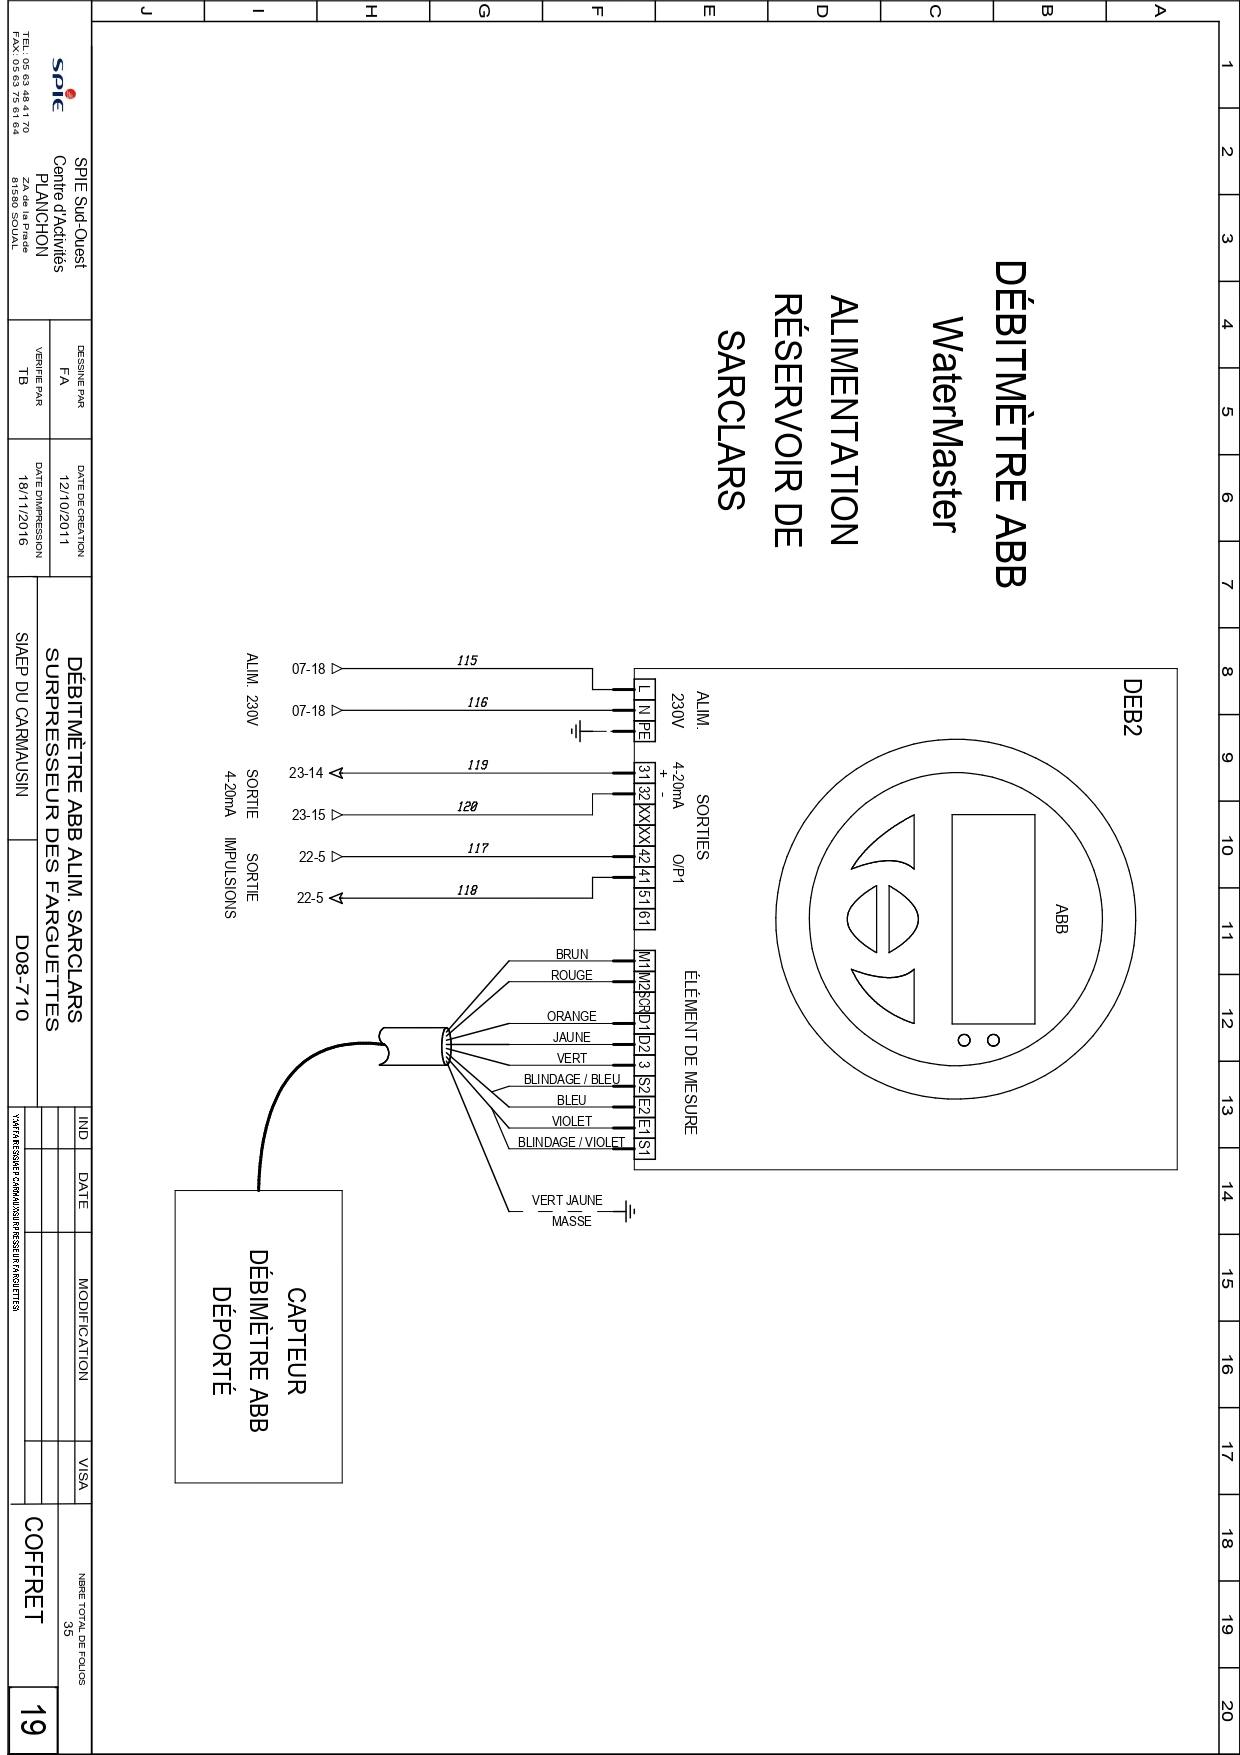 1
2
3
4
5
6
7
8
9
10
11
12
13
14
15
16
17
18
19
20
A
B
C
D
E
F
G
H
I
J
DÉBITMÈTRE ABB
WaterMaster
ALIMENTATION
RÉSERVOIR DE
SARCLARS
DEB2
ABB
ALIM.
230V
SORTIES
4-20mA
+ -
O/P1
ÉLÉMENT DE MESURE
L N PE
31 32 XX XX 42 41 51 61
M1 M2 SCR D1 D2 3 S2 E2 E1 S1
115
116
119
120
117
118
BRUN
ROUGE
ORANGE
JAUNE
VERT
BLINDAGE / BLEU
BLEU
VIOLET
BLINDAGE / VIOLET
VERT JAUNE
MASSE
07-18
07-18
23-14
23-15
22-5
22-5
ALIM. 230V
SORTIE
4-20mA
SORTIE
IMPULSIONS
CAPTEUR
DÉBIMÈTRE ABB
DÉPORTÉ
SPIE
TEL: 05 63 48 41 70
FAX: 05 63 75 61 64
SPIE Sud-Ouest
Centre d'Activités
PLANCHON
ZA de la Prade
81580 SOUAL
DESSINE PAR
FA
VERIFIE PAR
TB
DATE DE CREATION
12/10/2011
DATE D'IMPRESSION
18/11/2016
DÉBITMÈTRE ABB ALIM. SARCLARS
SURPRESSEUR DES FARGUETTES
SIAEP DU CARMAUSIN
D08-710
IND
DATE
MODIFICATION
VISA
NBRE TOTAL DE FOLIOS
35
COFFRET
19